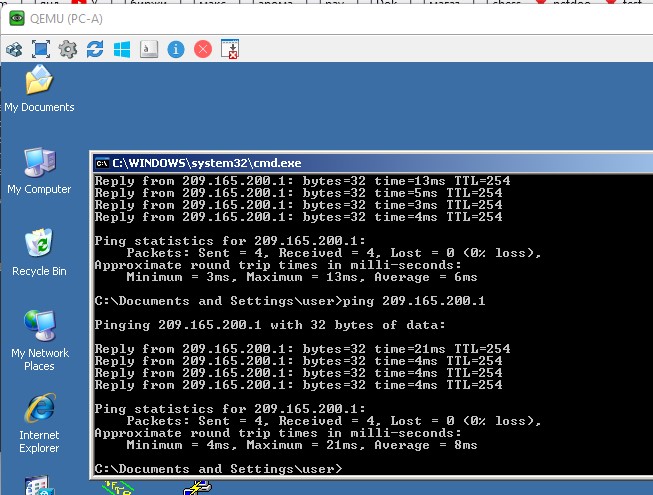 QEMU (PC-A)
My Documents
My Computer
Recycle Bin
My Network
Places
Internet
Explorer
C:\WINDOWS\system32\cmd.exe
Reply from 209.165.200.1: bytes=32 time=13ms TTL=254
Reply from 209.165.200.1: bytes=32 time=5ms TTL=254
Reply from 209.165.200.1: bytes=32 time=3ms TTL=254
Reply from 209.165.200.1: bytes=32 time=4ms TTL=254
Ping statistics for 209.165.200.1:
Packets: Sent = 4, Received = 4, Lost = 0 (0% loss),
Approximate round trip times in milli-seconds:
Minimum = 3ms, Maximum = 13ms, Average = 6ms
C:\Documents and Settings\user>ping 209.165.200.1
Pinging 209.165.200.1 with 32 bytes of data:
Reply from 209.165.200.1: bytes=32 time=21ms TTL=254
Reply from 209.165.200.1: bytes=32 time=4ms TTL=254
Reply from 209.165.200.1: bytes=32 time=4ms TTL=254
Reply from 209.165.200.1: bytes=32 time=4ms TTL=254
Ping statistics for 209.165.200.1:
Packets: Sent = 4, Received = 4, Lost = 0 (0% loss),
Approximate round trip times in milli-seconds:
Minimum = 4ms, Maximum = 21ms, Average = 8ms
C:\Documents and Settings\user>